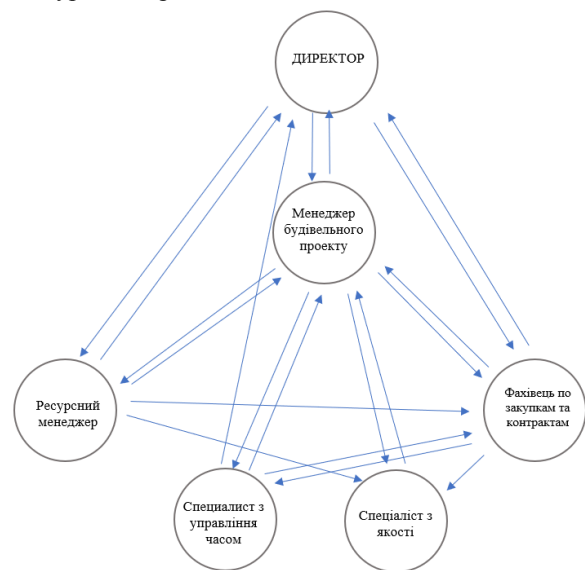 ДИРЕКТОР
Менеджер
будівельного
проекту
Ресурсний
менеджер
Фахівець по
закупкам та
контрактам
Специалист з
управління
часом
Спеціаліст з
якості